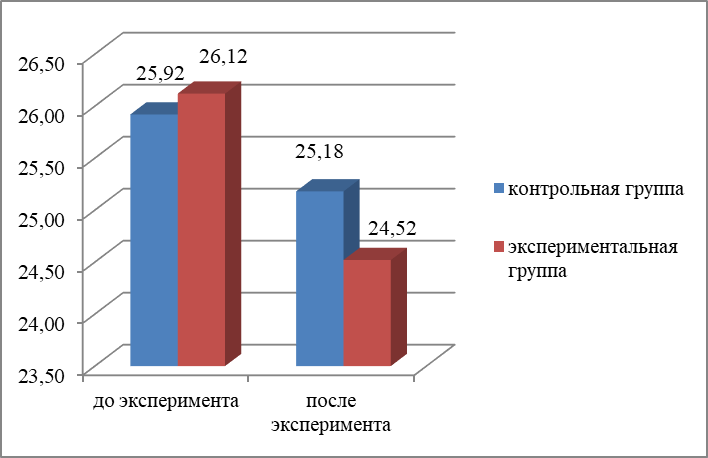 26,50
26,00
25,50
25,00
24,50
24,00
23,50
25,92
26,12
25,18
24,52
до эксперимента
после
эксперимента
контрольная группа
экспериментальная
группа